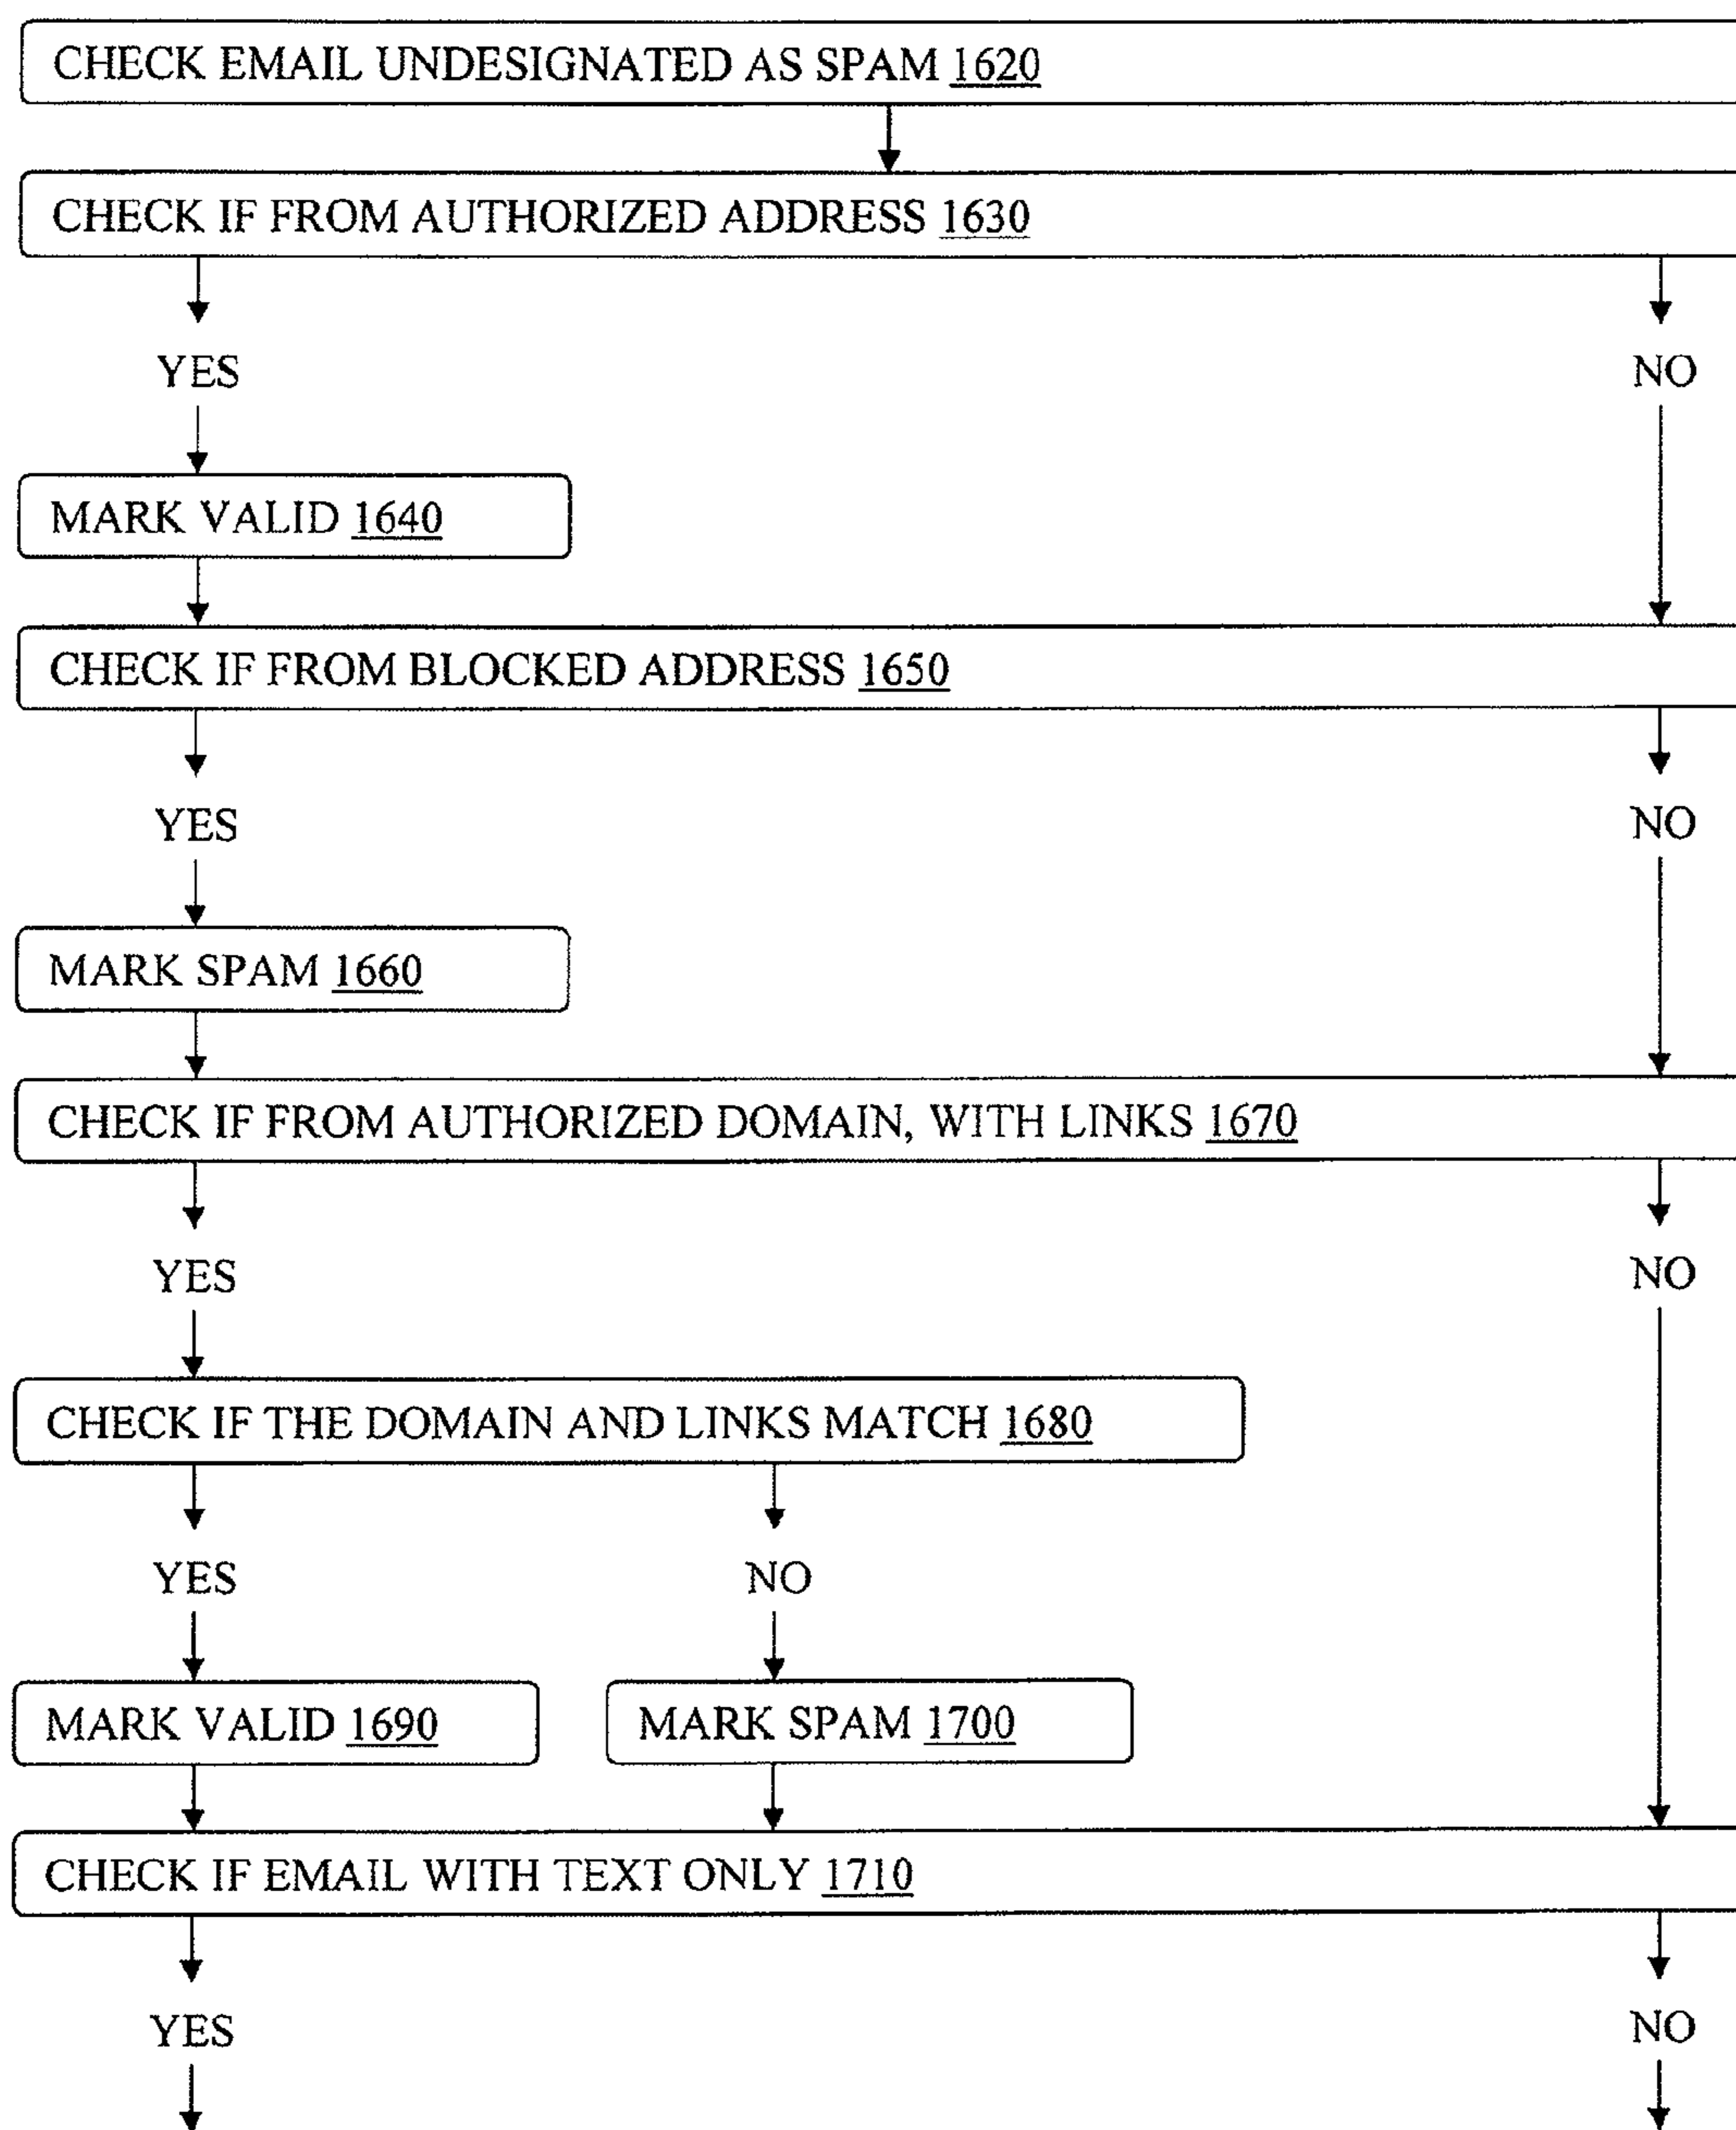 CHECK EMAIL UNDESIGNATED AS SPAM 1620
CHECK IF FROM AUTHORIZED ADDRESS 1630
YES
NO
MARK VALID 1640
CHECK IF FROM BLOCKED ADDRESS 1650
YES
NO
MARK SPAM 1660
CHECK IF FROM AUTHORIZED DOMAIN, WITH LINKS 1670
YES
NO
CHECK IF THE DOMAIN AND LINKS MATCH 1680
YES
NO
MARK VALID 1690
MARK SPAM 1700
CHECK IF EMAIL WITH TEXT ONLY 1710
YES
NO